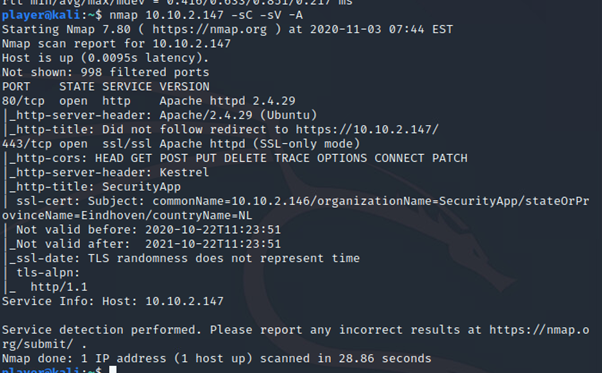 rtt min/avg/max/mdev = 0.416/0.633/0.851/0.217 ms
player@kali:~$ nmap 10.10.2.147 -sC -sV -A
Starting Nmap 7.80 ( https://nmap.org ) at 2020-11-03 07:44 EST
Nmap scan report for 10.10.2.147
Host is up (0.0095s latency).
Not shown: 998 filtered ports
PORT    STATE SERVICE VERSION
80/tcp  open  http    Apache httpd 2.4.29
|_http-server-header: Apache/2.4.29 (Ubuntu)
|_http-title: Did not follow redirect to https://10.10.2.147/
443/tcp open  ssl/ssl Apache httpd (SSL-only mode)
|_http-cors: HEAD GET POST PUT DELETE TRACE OPTIONS CONNECT PATCH
|_http-server-header: Kestrel
|_http-title: SecurityApp
| ssl-cert: Subject: commonName=10.10.2.146/organizationName=SecurityApp/stateOrPr
ovinceName=Eindhoven/countryName=NL
| Not valid before: 2020-10-22T11:23:51
|_Not valid after:  2021-10-22T11:23:51
|_ssl-date: TLS randomness does not represent time
| tls-alpn:
|_  http/1.1
Service Info: Host: 10.10.2.147

Service detection performed. Please report any incorrect results at https://nmap.o
rg/submit/ .
Nmap done: 1 IP address (1 host up) scanned in 28.86 seconds
player@kali:~$